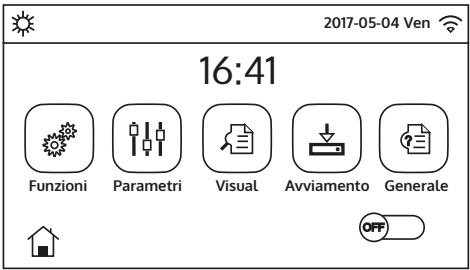 2017-05-04 Ven
16:41
Funzioni Parametri Visual Avviamento Generale
OFF